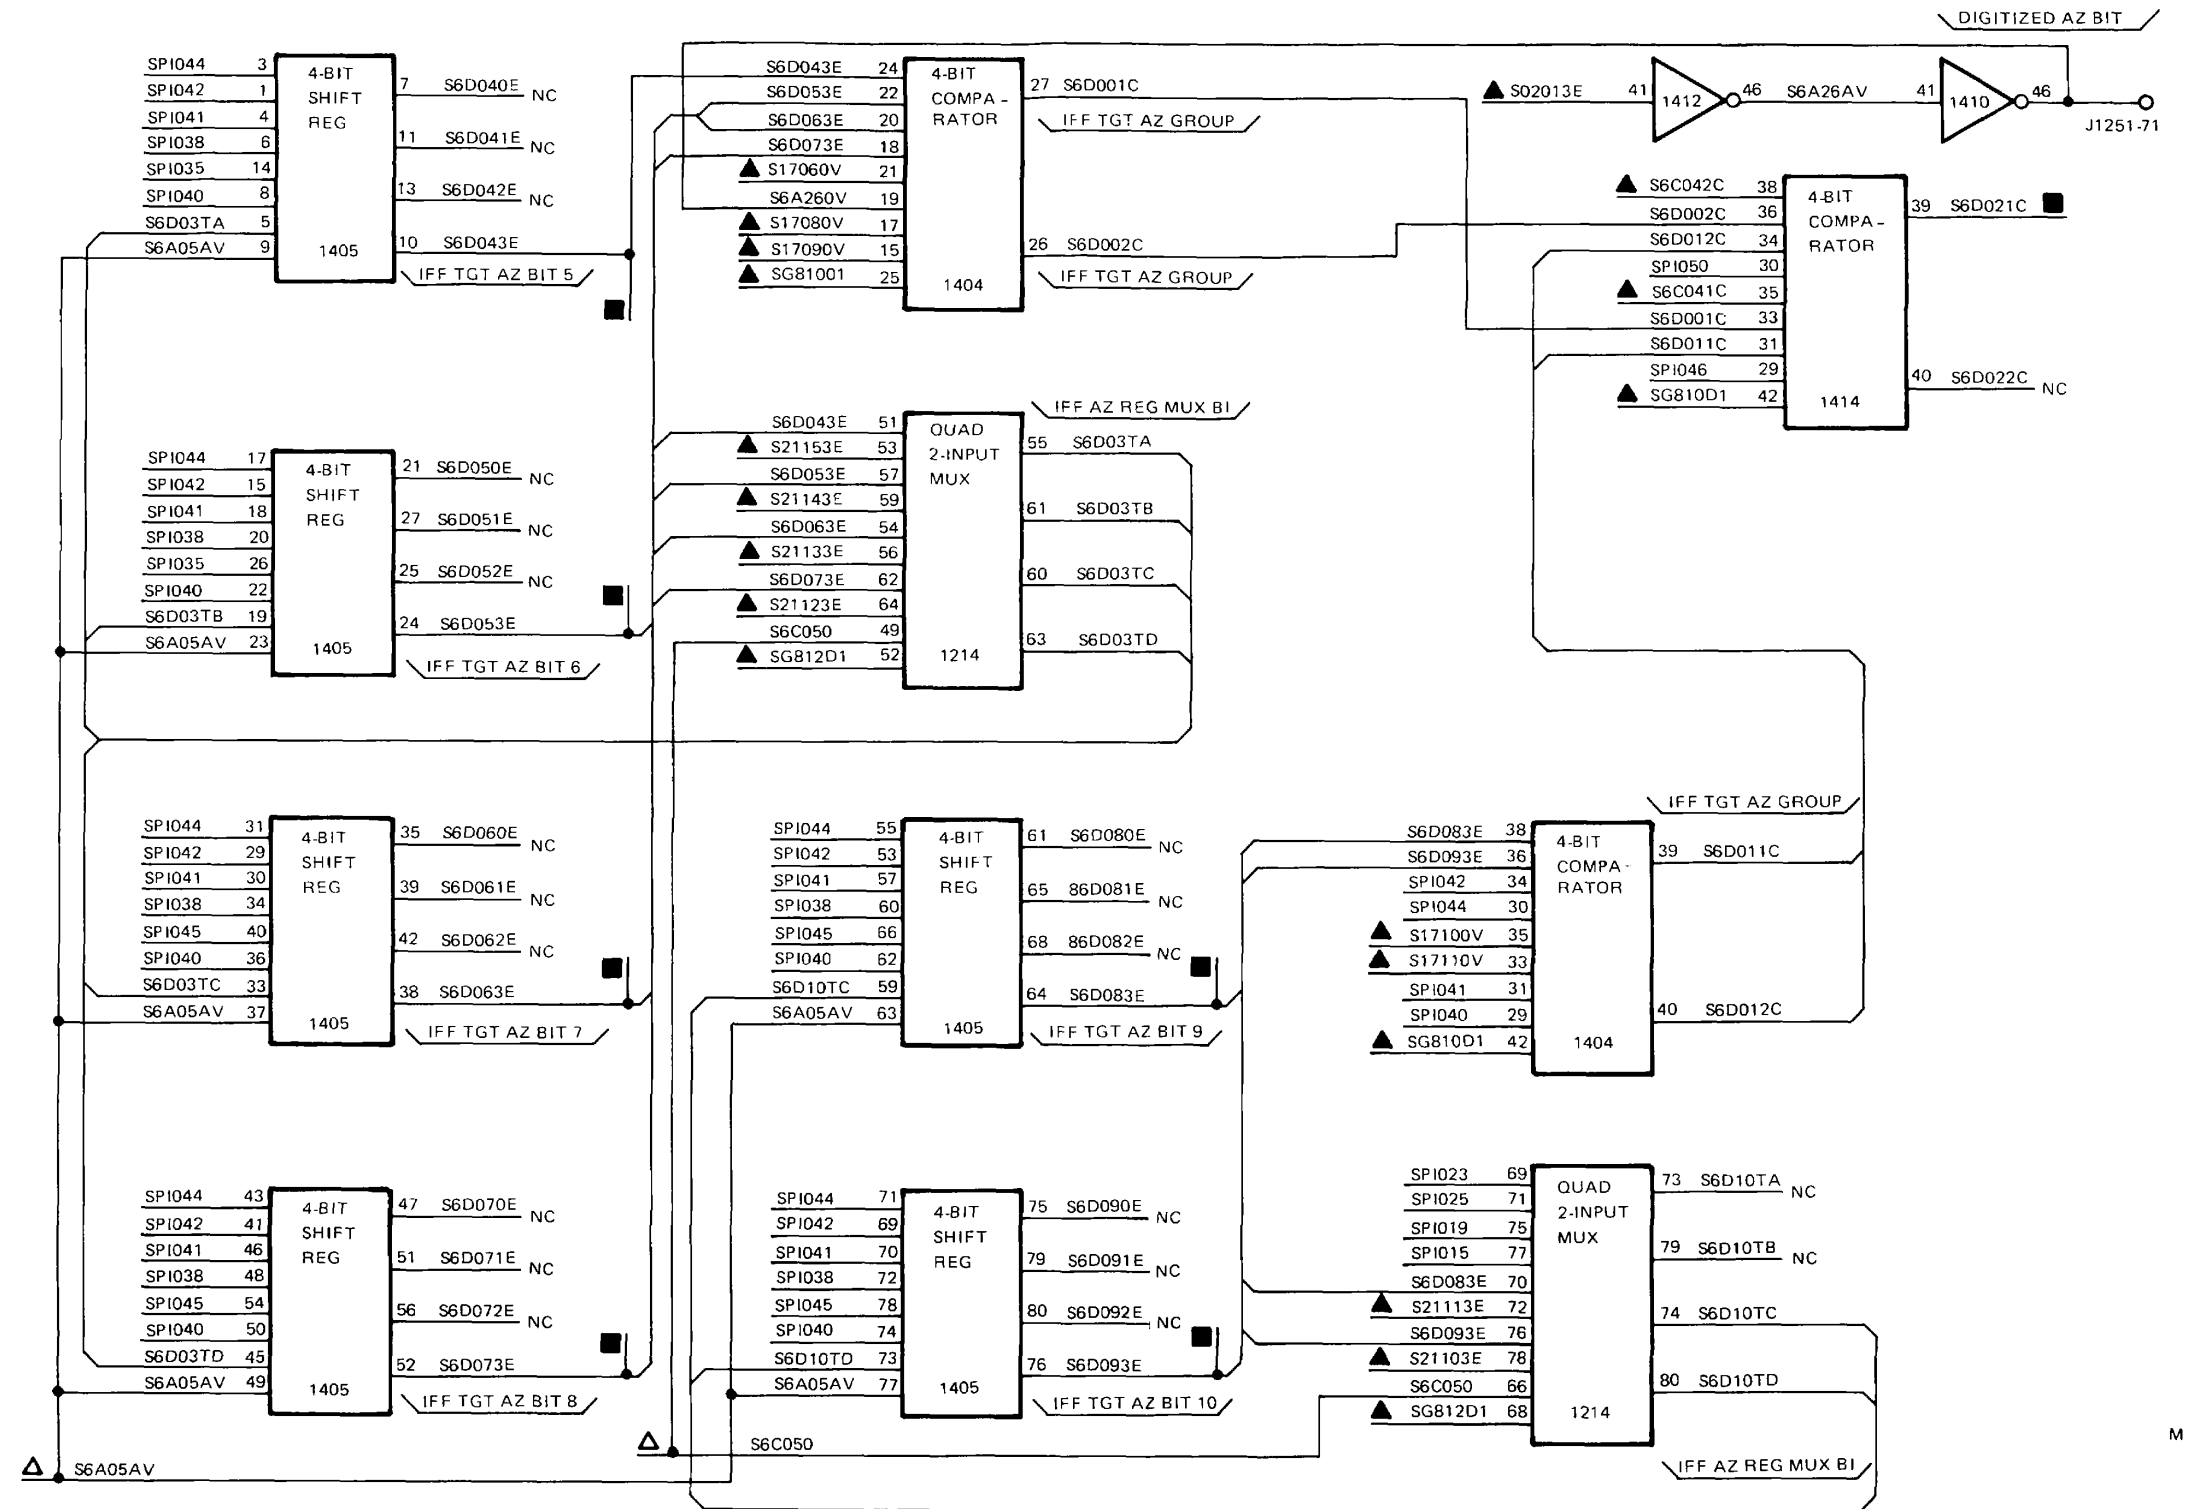 DIGITIZED AZ BIT
SPI044 3
SPI042 1
SPI041 4
SPI038 6
SPI035 14
SPI040 8
S6D03TA 5
S6A05AV 9
4-BIT
SHIFT
REG
1405
7 S6D040E NC
11 S6D041E NC
13 S6D042E NC
10 S6D043E
IFF TGT AZ BIT 5
S6D043E 24
S6D053E 22
S6D063E 20
S6D073E 18
S17060V 21
S6A260V 19
S17080V 17
S17090V 15
SG81001 25
4-BIT
COMPA-
RATOR
1404
27 S6D001C
IFF TGT AZ GROUP
26 S6D002C
IFF TGT AZ GROUP
S02013E 41
1412
46 S6A26AV 41
1410
46
J1251-71
S6C042C 38
S6D002C 36
S6D012C 34
SPI050 30
S6C041C 35
S6D001C 33
S6D011C 31
SPI046 29
SG810D1 42
4-BIT
COMPA-
RATOR
1414
39 S6D021C
40 S6D022C NC
SPI044 17
SPI042 15
SPI041 18
SPI038 20
SPI035 26
SPI040 22
S6D03TB 19
S6A05AV 23
4-BIT
SHIFT
REG
1405
21 S6D050E NC
27 S6D051E NC
25 S6D052E NC
24 S6D053E
IFF TGT AZ BIT 6
S6D043E 51
S21153E 53
S6D053E 57
S21143E 59
S6D063E 54
S21133E 56
S6D073E 62
S21123E 64
S6C050 49
SG812D1 52
QUAD
2-INPUT
MUX
1214
IFF AZ REG MUX BI
55 S6D03TA
61 S6D03TB
60 S6D03TC
63 S6D03TD
SPI044 31
SPI042 29
SPI041 30
SPI038 34
SPI045 40
SPI040 36
S6D03TC 33
S6A05AV 37
4-BIT
SHIFT
REG
1405
35 S6D060E NC
39 S6D061E NC
42 S6D062E NC
38 S6D063E
IFF TGT AZ BIT 7
SPI044 55
SPI042 53
SPI041 57
SPI038 60
SPI045 66
SPI040 62
S6D10TC 59
S6A05AV 63
4-BIT
SHIFT
REG
1405
61 S6D080E NC
65 86D081E NC
68 86D082E NC
64 S6D083E
IFF TGT AZ BIT 9
S6D083E 38
S6D093E 36
SPI042 34
SPI044 30
S17100V 35
S17110V 33
SPI041 31
SPI040 29
SG810D1 42
4-BIT
COMPA-
RATOR
1404
IFF TGT AZ GROUP
39 S6D011C
40 S6D012C
SPI044 43
SPI042 41
SPI041 46
SPI038 48
SPI045 54
SPI040 50
S6D03TD 45
S6A05AV 49
4-BIT
SHIFT
REG
1405
47 S6D070E NC
51 S6D071E NC
56 S6D072E NC
52 S6D073E
IFF TGT AZ BIT 8
SPI044 71
SPI042 69
SPI041 70
SPI038 72
SPI045 78
SPI040 74
S6D10TD 73
S6A05AV 77
4-BIT
SHIFT
REG
1405
75 S6D090E NC
79 S6D091E NC
80 S6D092E NC
76 S6D093E
IFF TGT AZ BIT 10
SPI023 69
SPI025 71
SPI019 75
SPI015 77
S6D083E 70
S21113E 72
S6D093E 76
S21103E 78
S6C050 66
SG812D1 68
QUAD
2-INPUT
MUX
1214
73 S6D10TA NC
79 S6D10TB NC
74 S6D10TC
80 S6D10TD
IFF AZ REG MUX BI
S6C050
S6A05AV
M